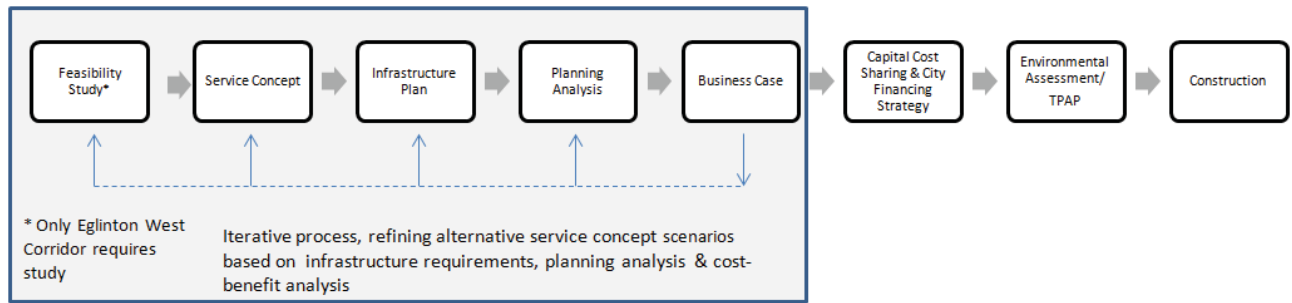 Feasibility
Study*
Service Concept
Infrastructure
Plan
Planning
Analysis
Business Case
Capital Cost
Sharing & City
Financing
Strategy
Environmental
Assessment/
TPAP
Construction
* Only Eglinton West
Corridor requires
study
Iterative process, refining alternative service concept scenarios
based on infrastructure requirements, planning analysis & cost-
benefit analysis